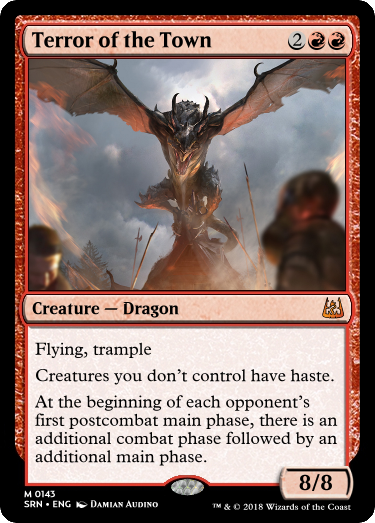 Terror of the Town 2
Creature — Dragon
Flying, trample
Creatures you don't control have haste.
At the beginning of each opponent's
first postcombat main phase, there is an
additional combat phase followed by an
additional main phase.
8/8
M 0143
SRN • ENG Damian Audino
™ & © 2018 Wizards of the Coast